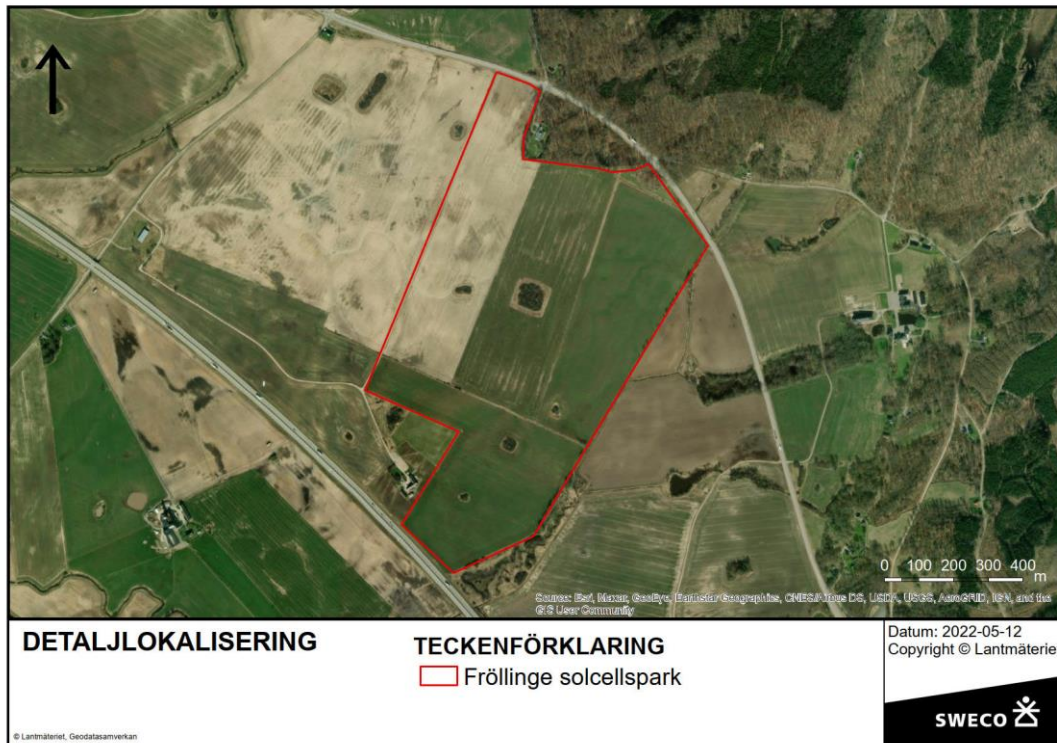 0 100 200 300 400
m
Source: Esri, Maxar, GeoEye, Earthstar Geographics, CNES/Airbus DS, USDA, USGS, AeroGRID, IGN, and the
GIS User Community
DETALJLOKALISERING
TECKENFÖRKLARING
Fröllinge solcellspark
Datum: 2022-05-12
Copyright © Lantmäterie
SWECO
© Lantmäteriet, Geodatasamverkan